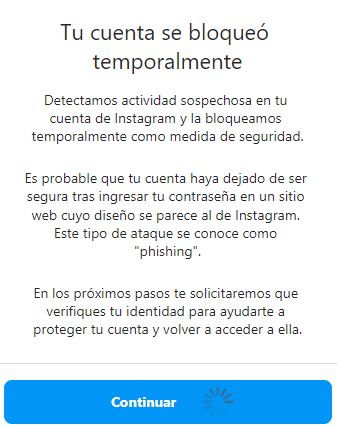 Tu cuenta se bloqueó
temporalmente
Detectamos actividad sospechosa en tu
cuenta de Instagram y la bloqueamos
temporalmente como medida de seguridad.
Es probable que tu cuenta haya dejado de ser
segura tras ingresar tu contraseña en un sitio
web cuyo diseño se parece al de Instagram.
Este tipo de ataque se conoce como
"phishing".
En los próximos pasos te solicitaremos que
verifiques tu identidad para ayudarte a
proteger tu cuenta y volver a acceder a ella.
Continuar